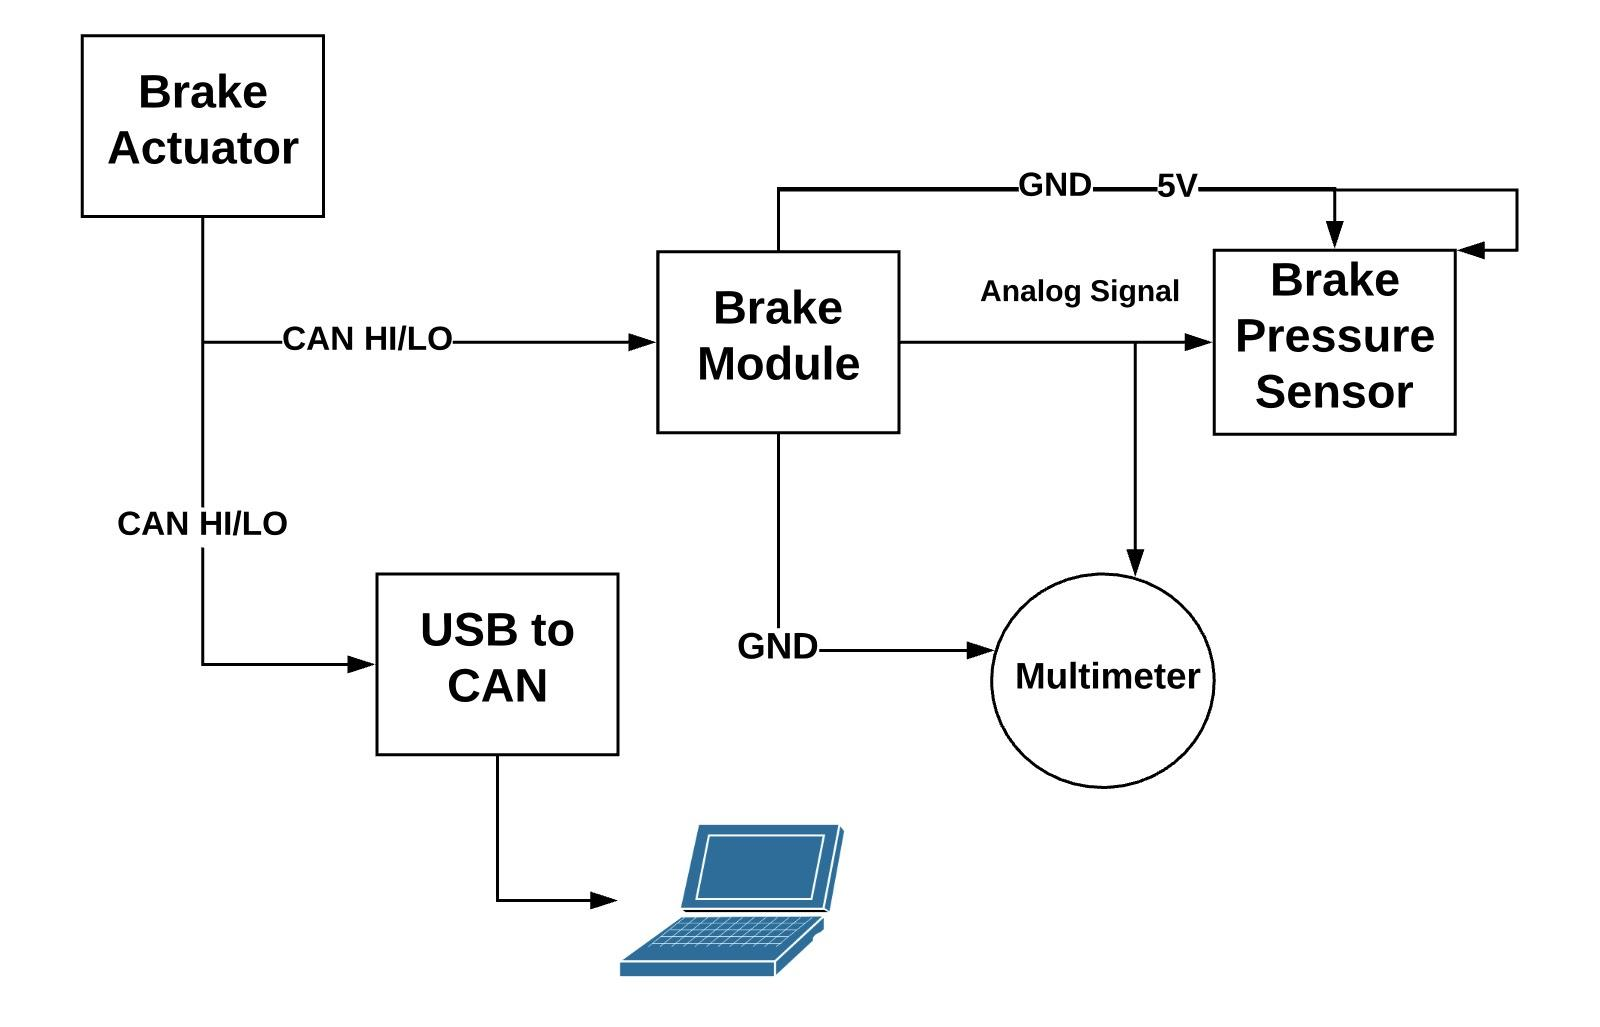 Brake
Actuator
GND
5V
Brake
Module
Analog Signal
Brake
Pressure
Sensor
CAN HI/LO
CAN HI/LO
USB to
CAN
GND
Multimeter